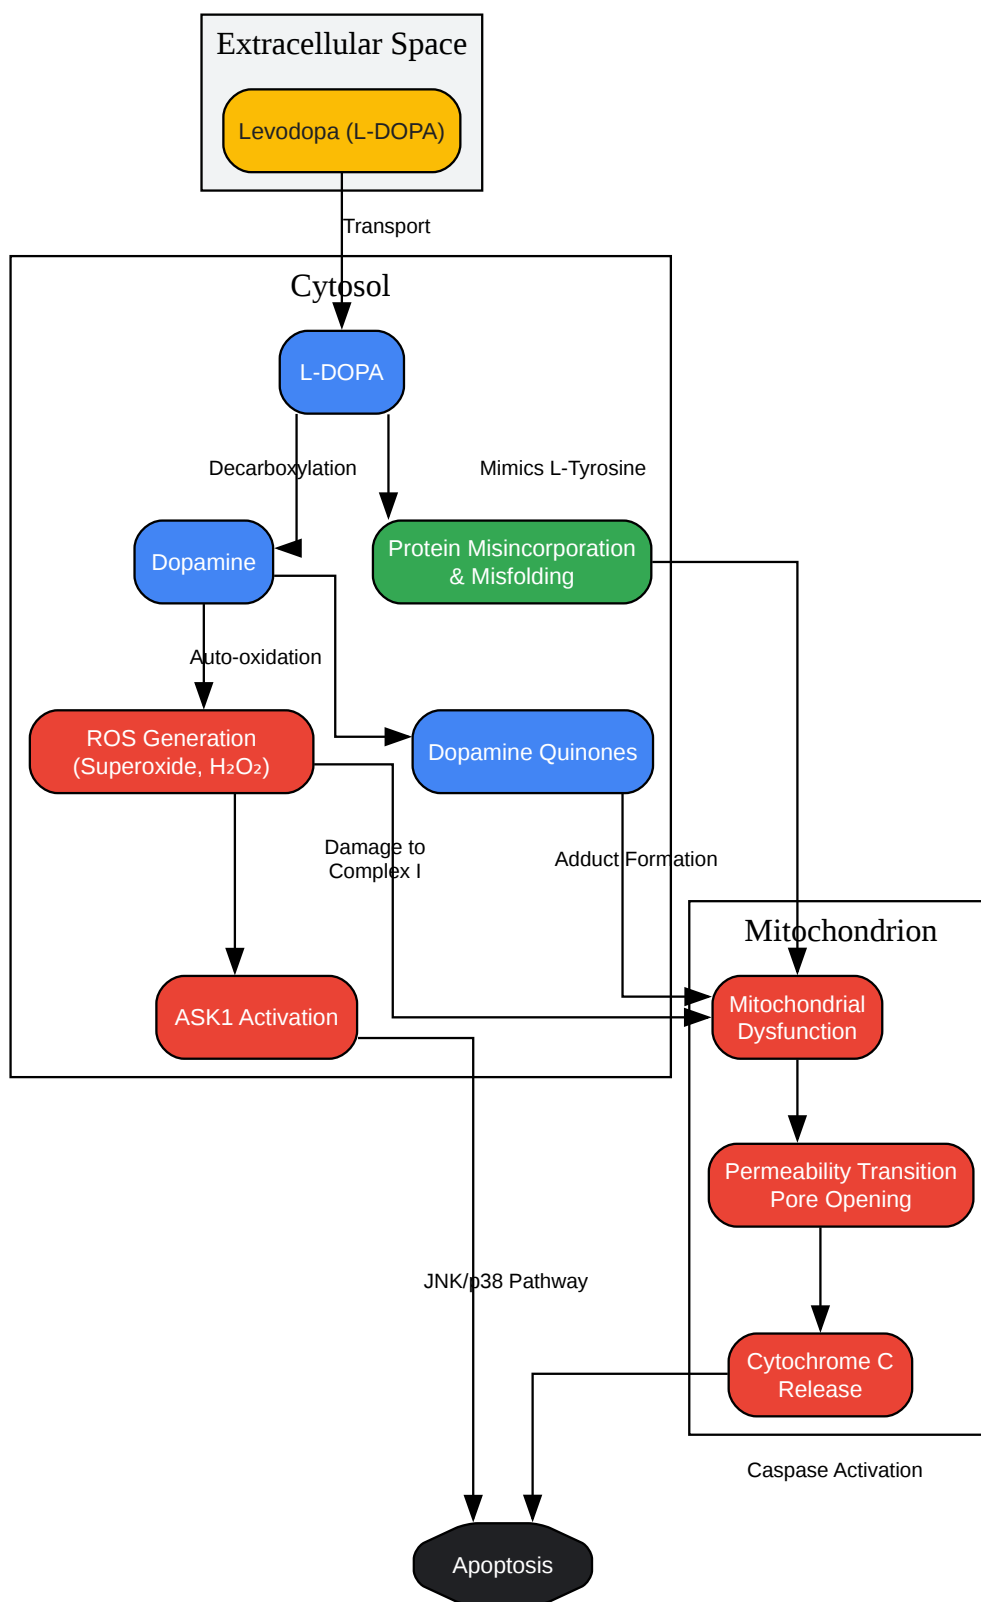 Extracellular Space
Levodopa (L-DOPA)
Transport
Cytosol
L-DOPA
Decarboxylation
Mimics L-Tyrosine
Dopamine
Protein Misincorporation
& Misfolding
Auto-oxidation
ROS Generation
(Superoxide, H₂O₂)
Dopamine Quinones
Damage to
Complex I
Adduct Formation
Mitochondrion
ASK1 Activation
Mitochondrial
Dysfunction
Permeability Transition
Pore Opening
JNK/p38 Pathway
Cytochrome C
Release
Caspase Activation
Apoptosis